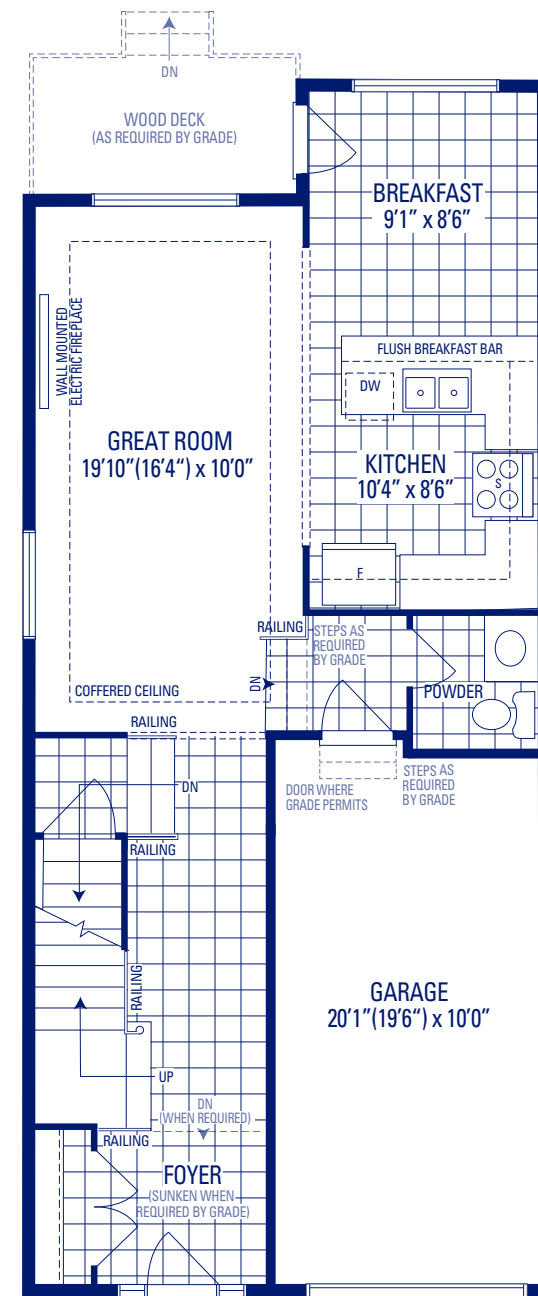 DN
WOOD DECK
(AS REQUIRED BY GRADE)
BREAKFAST
9'1" x 8'6"
WALL MOUNTED
ELECTRIC FIREPLACE
FLUSH BREAKFAST BAR
DW
GREAT ROOM
19'10"(16'4") x 10'0"
KITCHEN
10'4" x 8'6"
S
F
RAILING
STEPS AS
REQUIRED
BY GRADE
DN
COFFERED CEILING
POWDER
RAILING
DN
DOOR WHERE
GRADE PERMITS
STEPS AS
REQUIRED
BY GRADE
RAILING
RAILING
GARAGE
20'1"(19'6") x 10'0"
UP
DN
(WHEN REQUIRED)
RAILING
FOYER
(SUNKEN WHEN
REQUIRED BY GRADE)